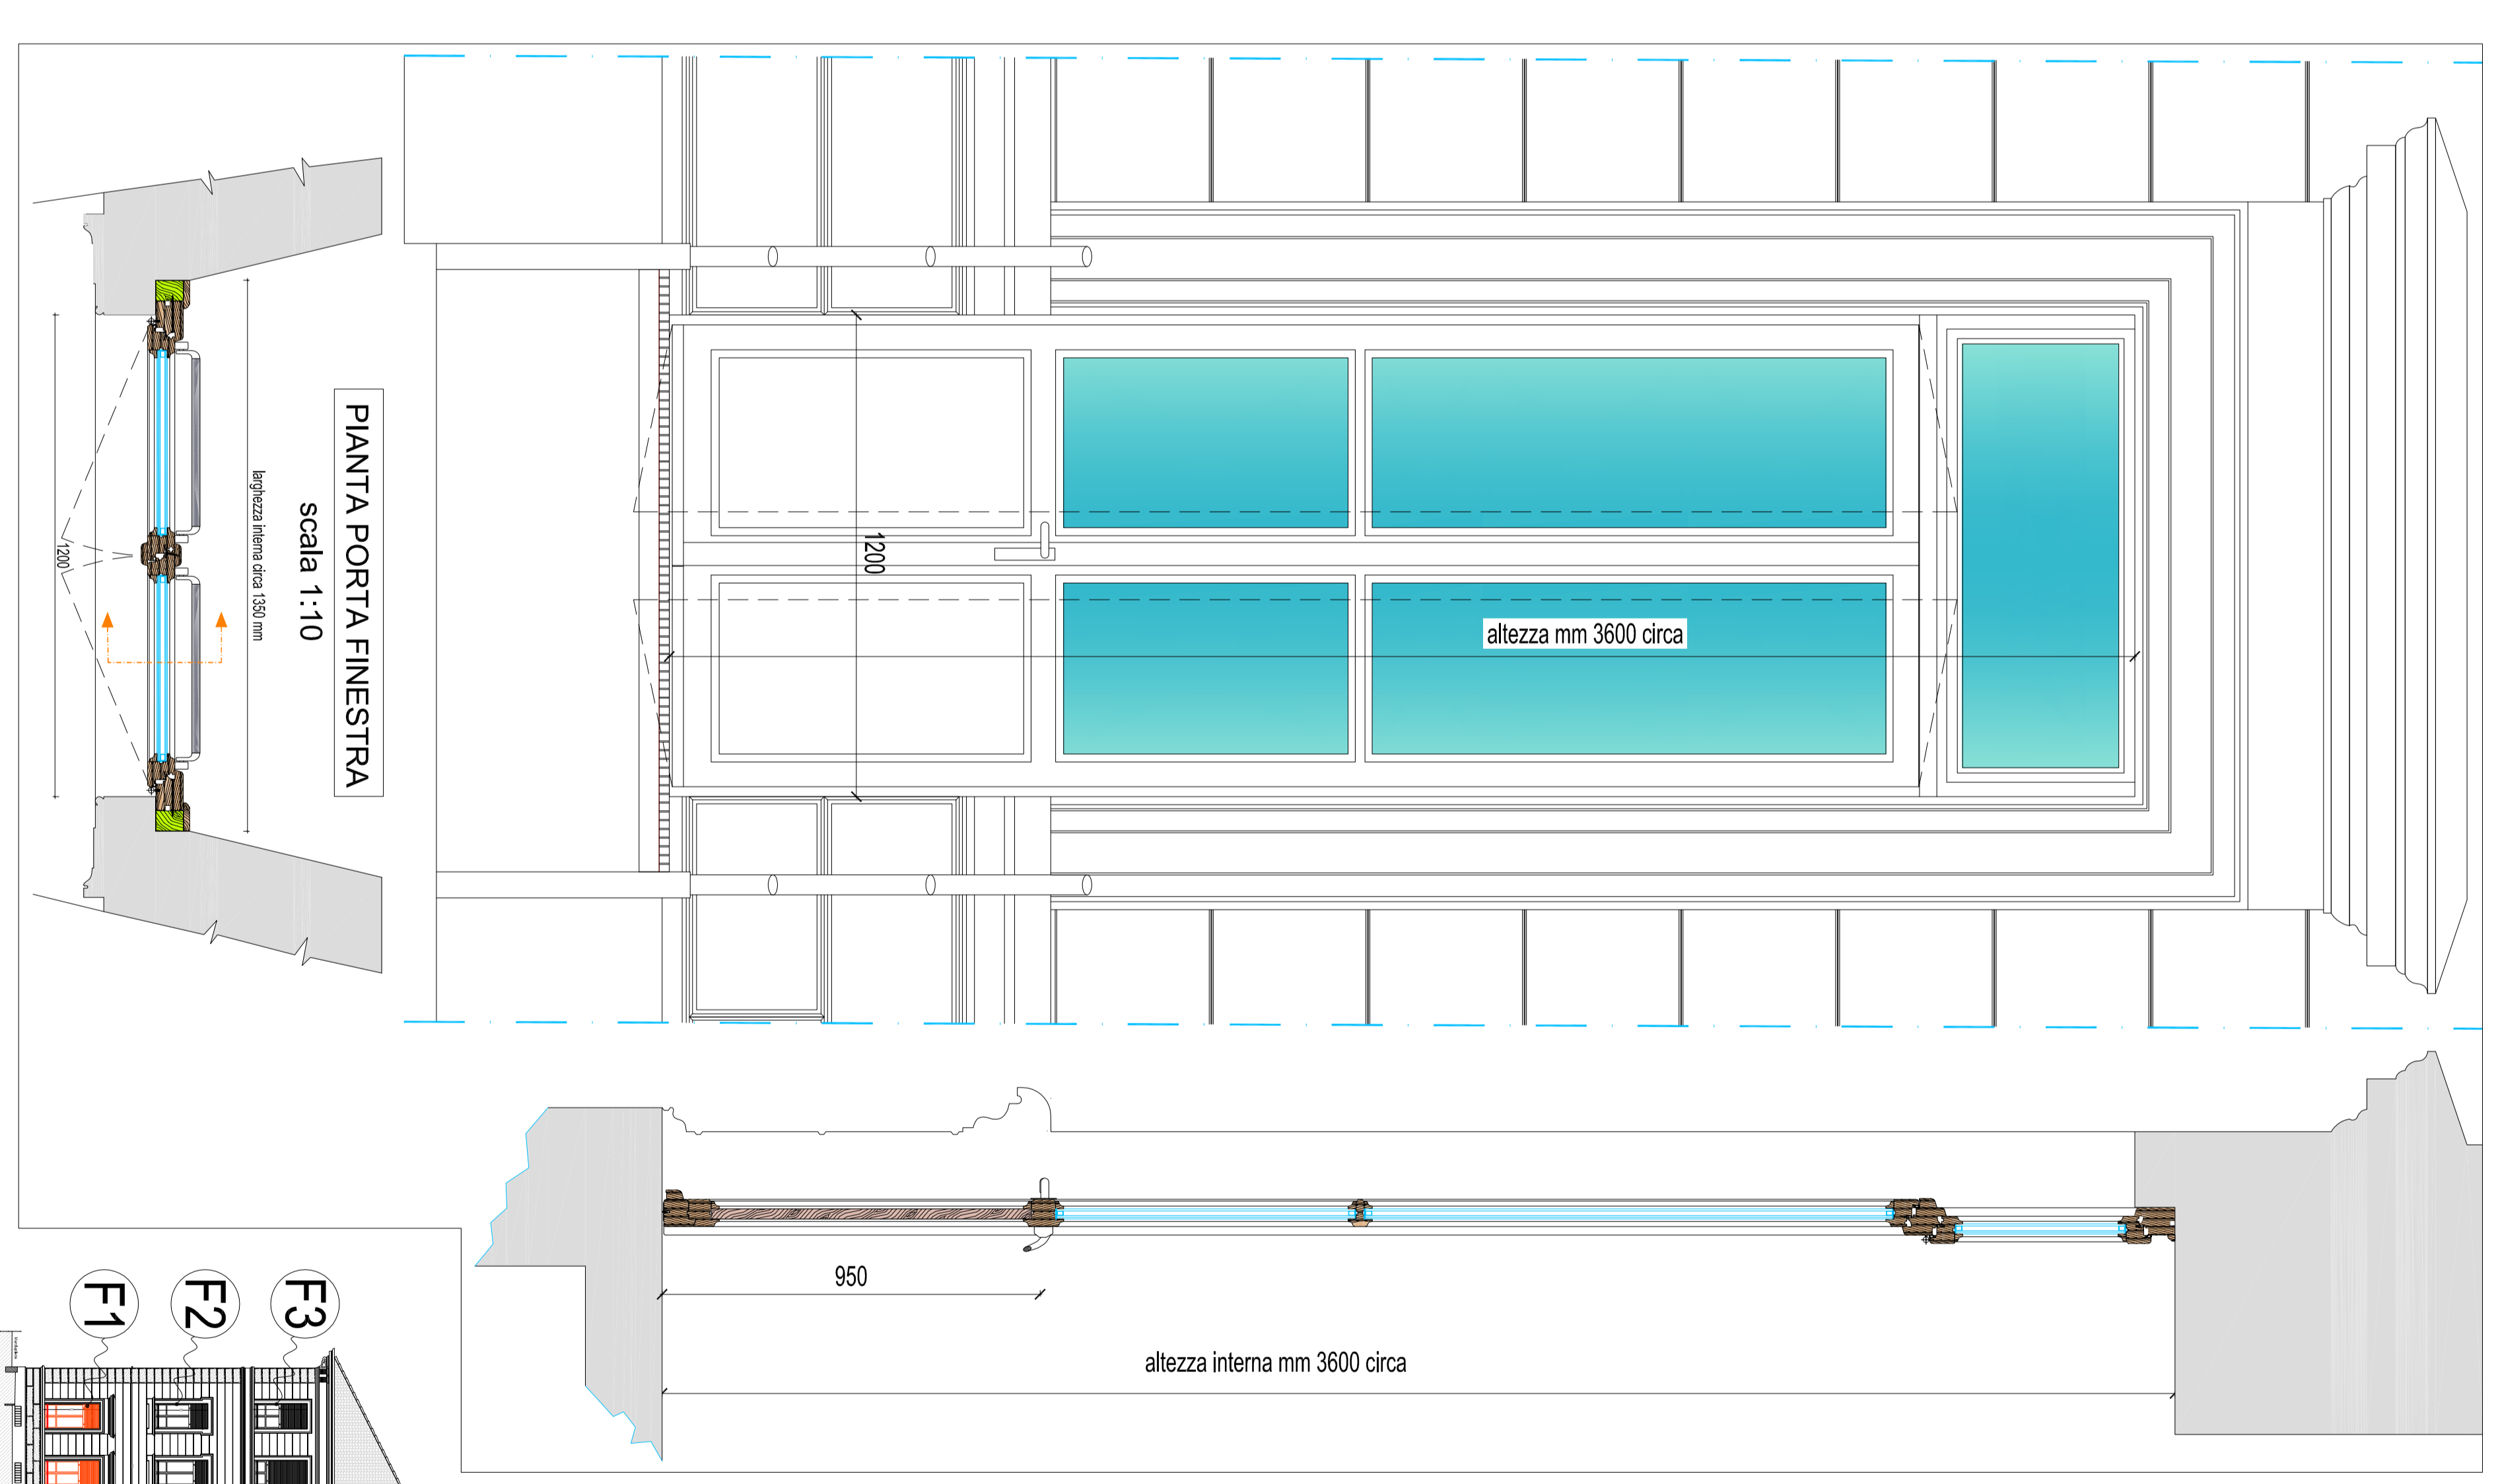 altezza mm 3600 circa
1200
950
altezza interna mm 3600 circa
PIANTA PORTA FINESTRA
scala 1:10
larghezza interna circa 1350 mm
1200
F3
F2
F1